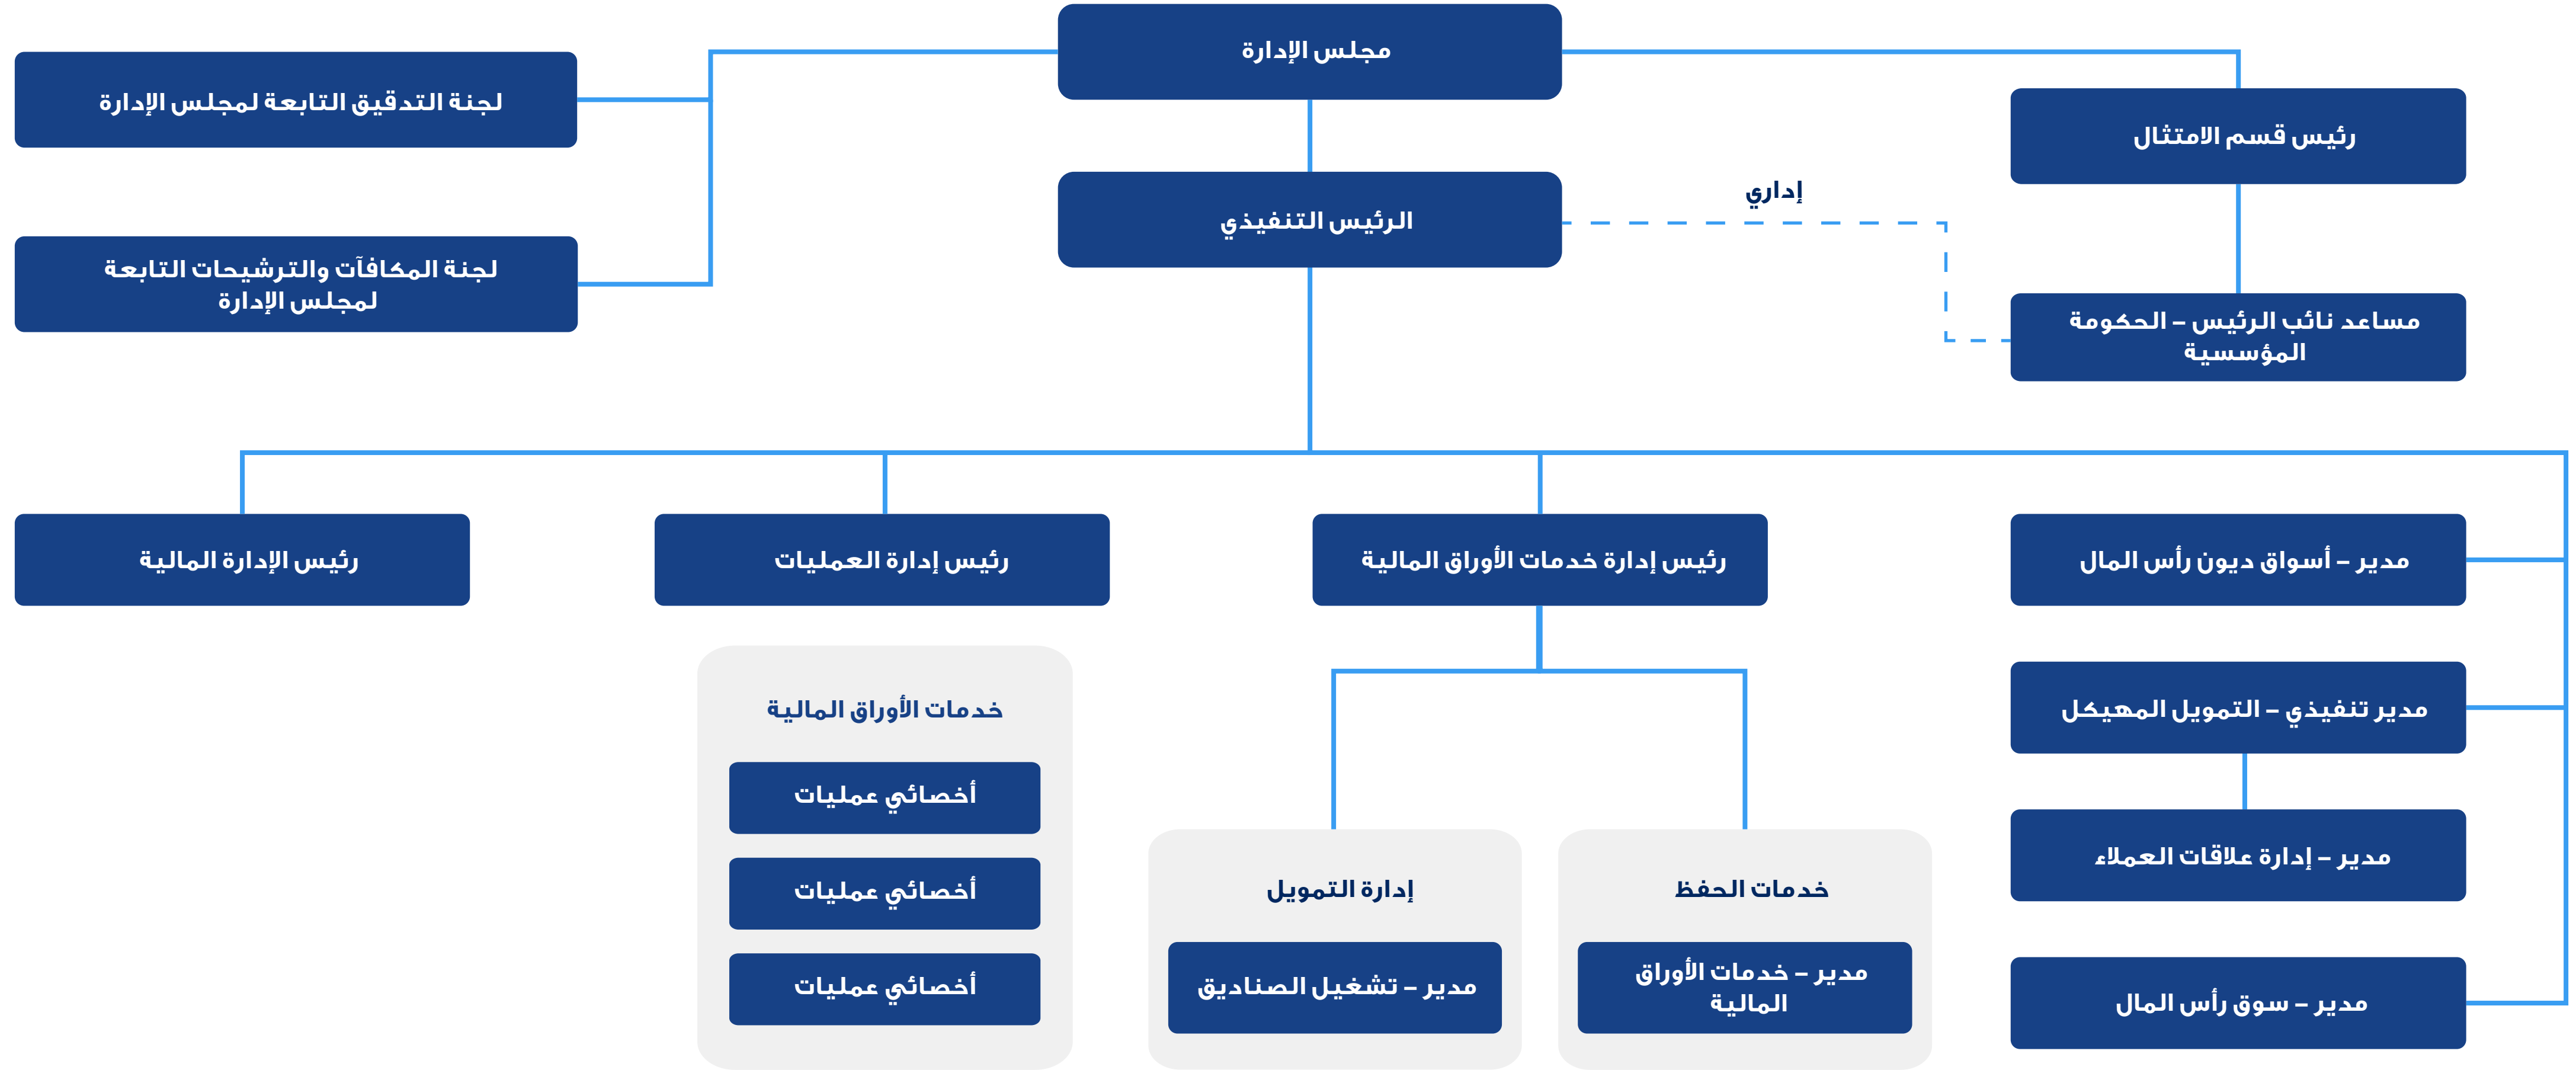 مجلس الإدارة
رئيس قسم الامتثال
لجنة التدقيق التابعة لمجلس الإدارة
إداري
الرئيس التنفيذي
لجنة المكافآت والترشيحات التابعة
لمجلس الإدارة
مساعد نائب الرئيس – الحكومة
المؤسسية
مدير – أسواق ديون رأس المال
رئيس إدارة خدمات الأوراق المالية
رئيس إدارة العمليات
رئيس الإدارة المالية
مدير تنفيذي – التمويل المهيكل
مدير – إدارة علاقات العملاء
مدير – سوق رأس المال
خدمات الحفظ
مدير – خدمات الأوراق
المالية
إدارة التمويل
مدير – تشغيل الصناديق
خدمات الأوراق المالية
أخصائي عمليات
أخصائي عمليات
أخصائي عمليات